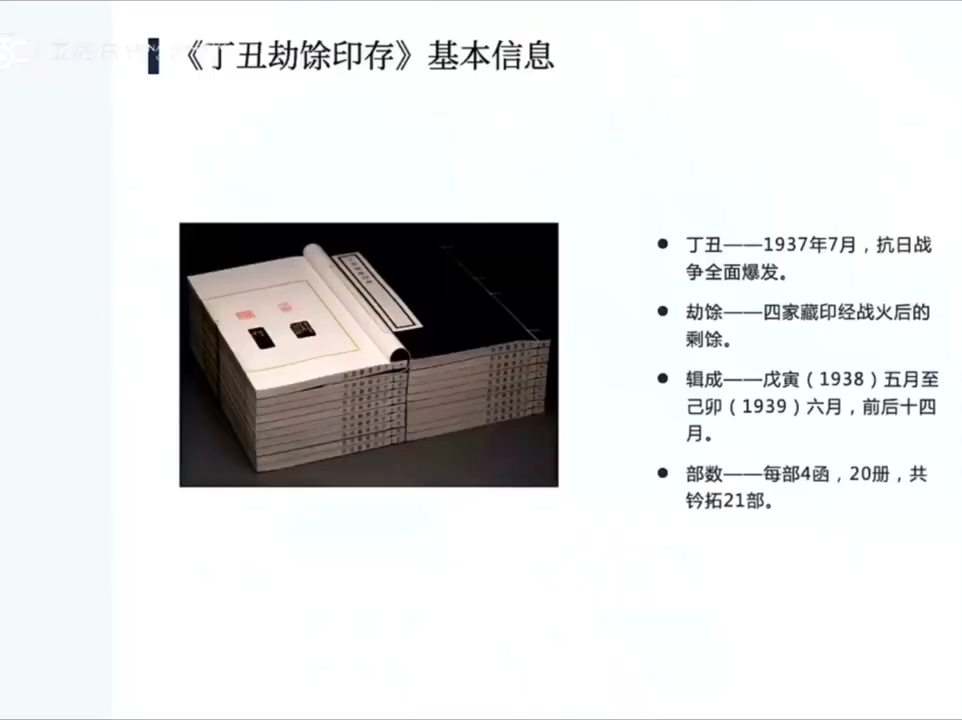 《丁丑劫馀印存》基本信息
丁丑——1937年7月，抗日战
争全面爆发。
劫馀——四家藏印经战火后的
剩馀。
辑成——戊寅（1938）五月至
己卯（1939）六月，前后十四
月。
部数——每部4函，20册，共
钤拓21部。